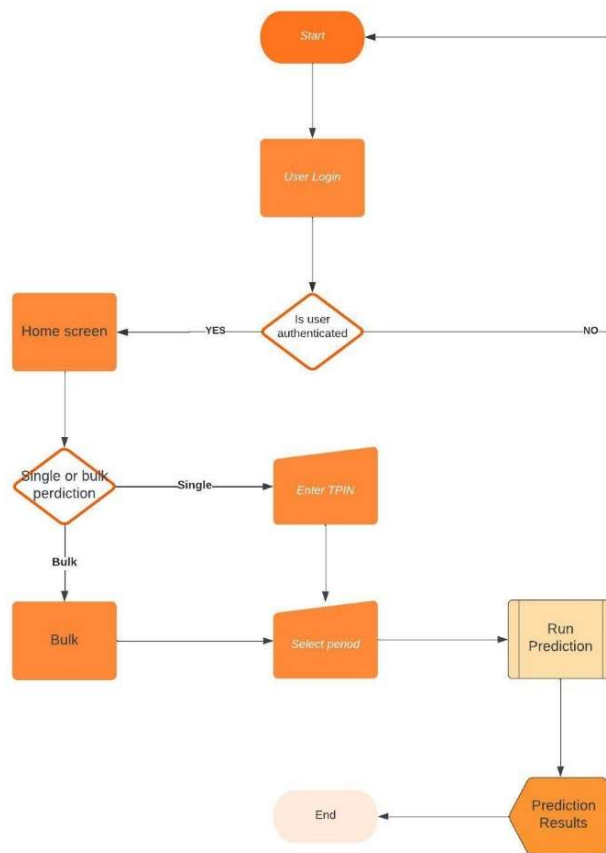 Start
User Login
Is user
authenticated
YES
NO
Home screen
Single or bulk
perdiction
Single
Enter TPIN
Bulk
Bulk
Select period
Run
Prediction
Prediction
Results
End